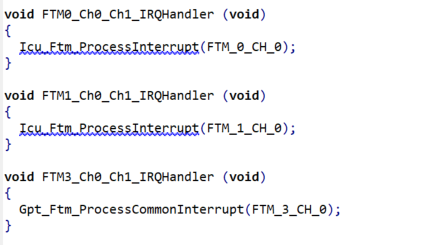 void FTM0_Ch0_Ch1_IRQHandler (void)
{
  Icu_Ftm_ProcessInterrupt(FTM_0_CH_0);
}
void FTM1_Ch0_Ch1_IRQHandler (void)
{
  Icu_Ftm_ProcessInterrupt(FTM_1_CH_0);
}
void FTM3_Ch0_Ch1_IRQHandler (void)
{
  Gpt_Ftm_ProcessCommonInterrupt(FTM_3_CH_0);
}